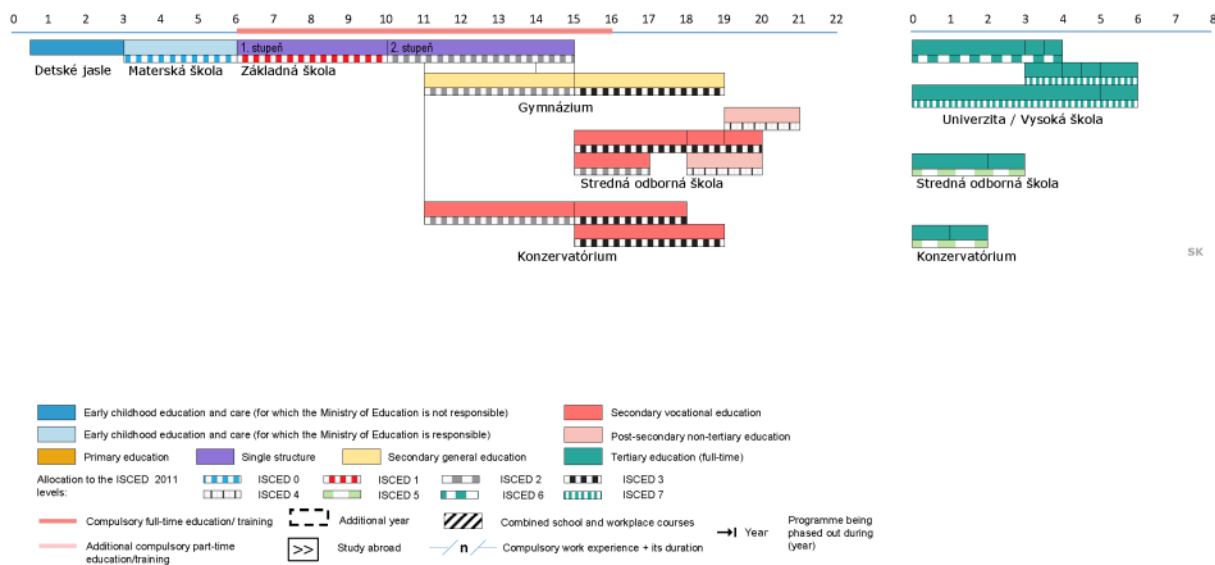 0 1 2 3 4 5 6 7 8 9 10 11 12 13 14 15 16 17 18 19 20 21 22
0 1 2 3 4 5 6 7 8
1. stupeň 2. stupeň
Detské jasle Materská škola Základná škola
Gymnázium
Univerzita / Vysoká škola
Stredná odborná škola
Stredná odborná škola
Konzervatórium
Konzervatórium
SK
Early childhood education and care (for which the Ministry of Education is not responsible)
Secondary vocational education
Early childhood education and care (for which the Ministry of Education is responsible)
Post-secondary non-tertiary education
Primary education Single structure Secondary general education Tertiary education (full-time)
Allocation to the ISCED 2011
levels:
ISCED 0 ISCED 1 ISCED 2 ISCED 3
ISCED 4 ISCED 5 ISCED 6 ISCED 7
Compulsory full-time education/ training
Additional year
Combined school and workplace courses
Year
Programme being
phased out during
(year)
Additional compulsory part-time
education/training
>> Study abroad
n Compulsory work experience + its duration